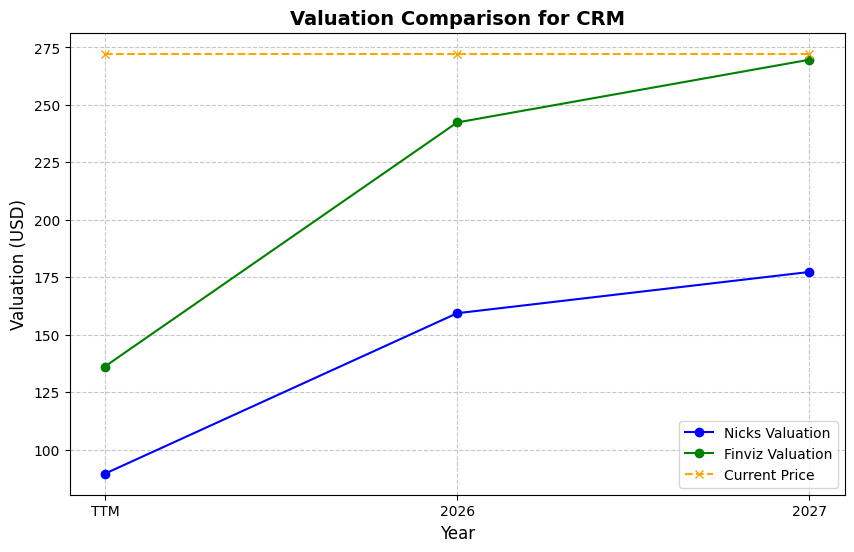 Valuation Comparison for CRM
Valuation (USD)
275
250
225
200
175
150
125
100
TTM
2026
2027
Year
Nicks Valuation
Finviz Valuation
Current Price